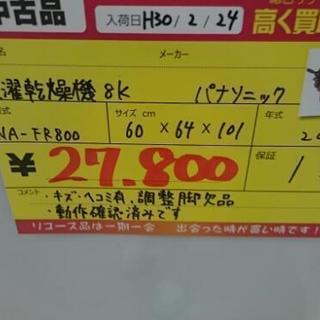 中古品 入荷日 H30/2/24 高く買
メーカー
濯乾燥機 8K パナソニック
式 サイズ cm 年式
NA-FR800 60×64×101 2
¥27,800 保証 1
コメント
・キズ・ヘコミ有、調整脚欠品
・動作確認済みです
リユース品は一期一会 出会った時が買い時です!